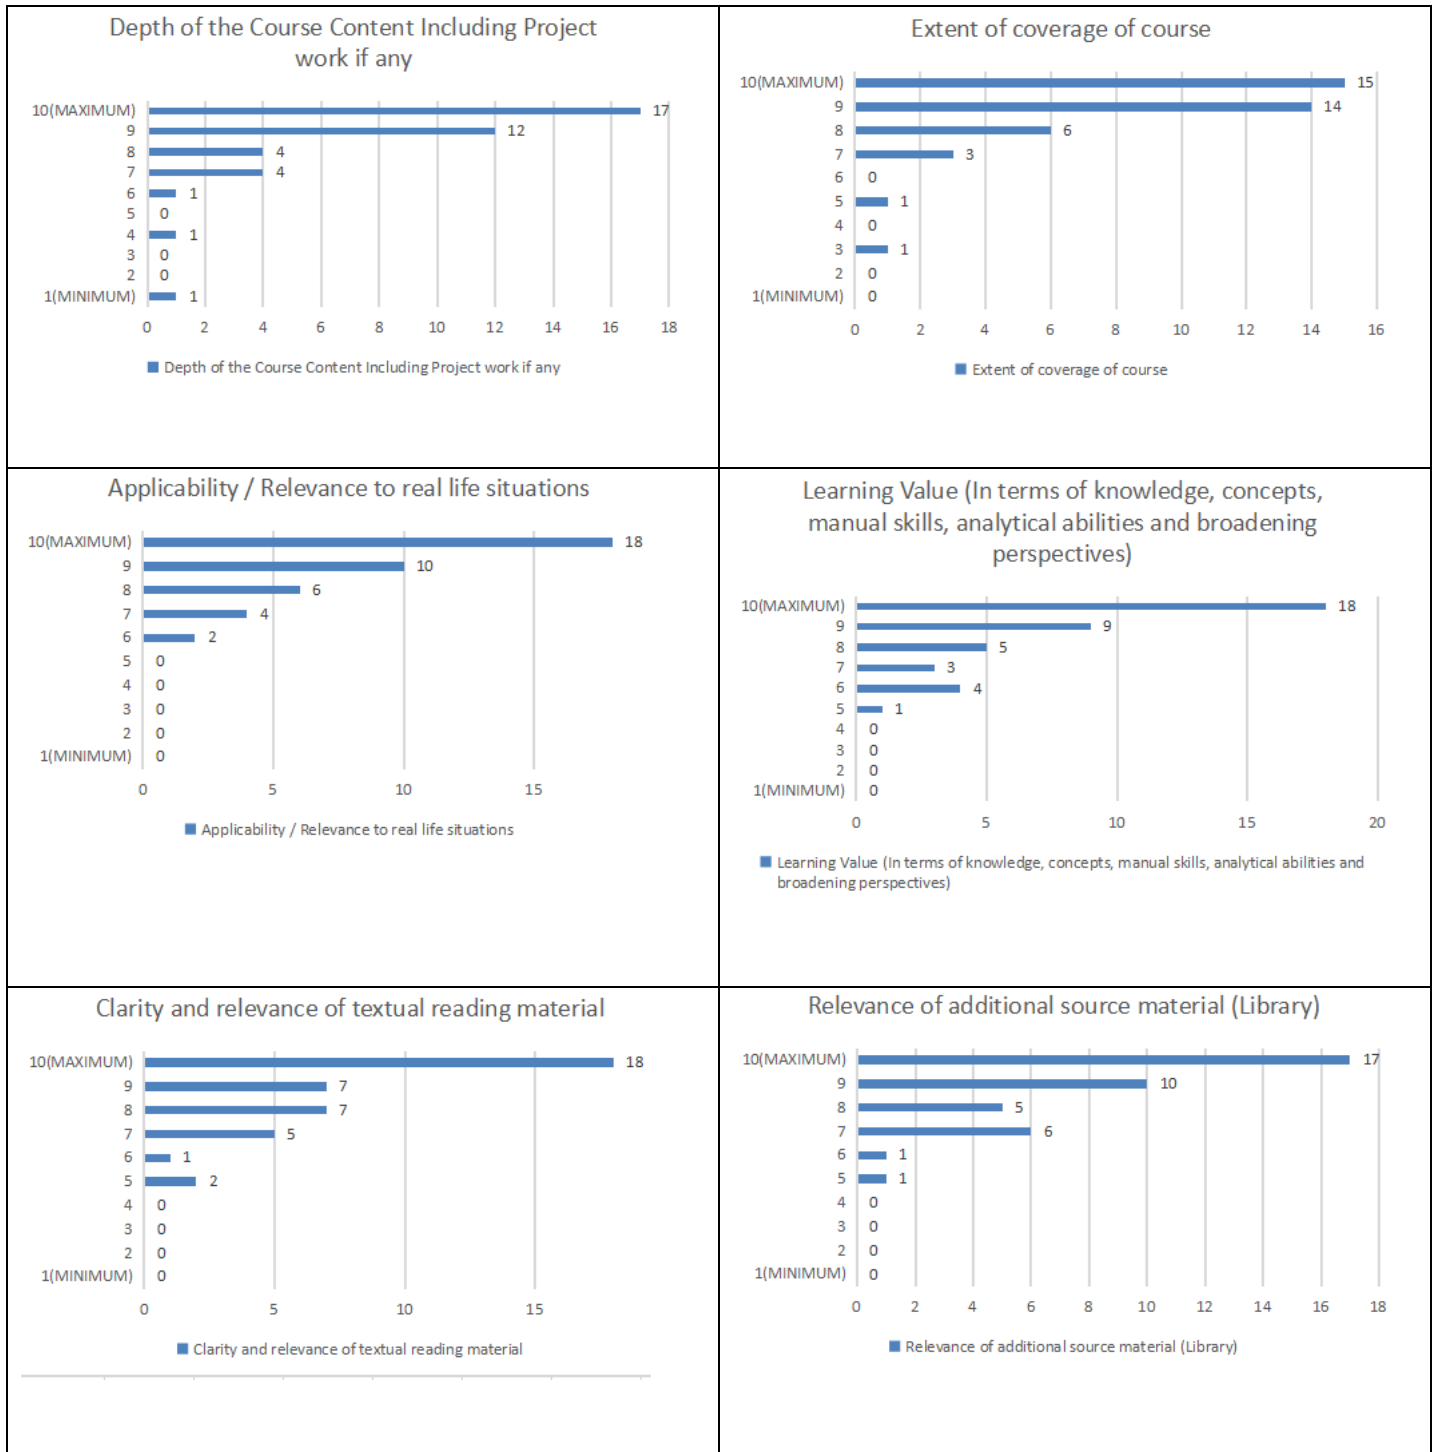 Depth of the Course Content Including Project
work if any
10(MAXIMUM) 17
9 12
8 4
7 4
6 1
5 0
4 1
3 0
2 0
1(MINIMUM) 1
0 2 4 6 8 10 12 14 16 18
Depth of the Course Content Including Project work if any
Extent of coverage of course
10(MAXIMUM) 15
9 14
8 6
7 3
6 0
5 1
4 0
3 1
2 0
1(MINIMUM) 0
0 2 4 6 8 10 12 14 16
Extent of coverage of course
Applicability / Relevance to real life situations
10(MAXIMUM) 18
9 10
8 6
7 4
6 2
5 0
4 0
3 0
2 0
1(MINIMUM) 0
0 5 10 15
Applicability / Relevance to real life situations
Learning Value (In terms of knowledge, concepts,
manual skills, analytical abilities and broadening
perspectives)
10(MAXIMUM) 18
9 9
8 5
7 3
6 4
5 1
4 0
3 0
2 0
1(MINIMUM) 0
0 5 10 15 20
Learning Value (In terms of knowledge, concepts, manual skills, analytical abilities and
broadening perspectives)
Clarity and relevance of textual reading material
10(MAXIMUM) 18
9 7
8 7
7 5
6 1
5 2
4 0
3 0
2 0
1(MINIMUM) 0
0 5 10 15
Clarity and relevance of textual reading material
Relevance of additional source material (Library)
10(MAXIMUM) 17
9 10
8 5
7 6
6 1
5 1
4 0
3 0
2 0
1(MINIMUM) 0
0 2 4 6 8 10 12 14 16 18
Relevance of additional source material (Library)